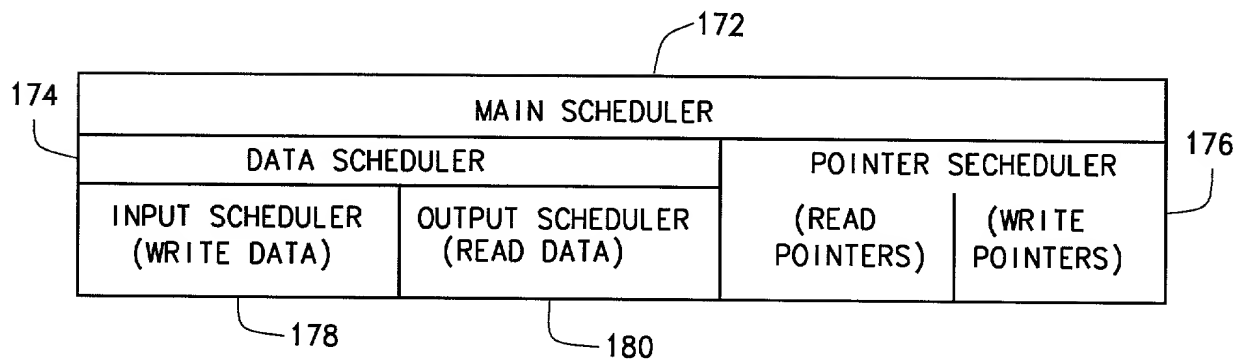 172
174
MAIN SCHEDULER
DATA SCHEDULER
POINTER SECHEDULER
176
INPUT SCHEDULER
(WRITE DATA)
OUTPUT SCHEDULER
(READ DATA)
(READ
POINTERS)
(WRITE
POINTERS)
178
180